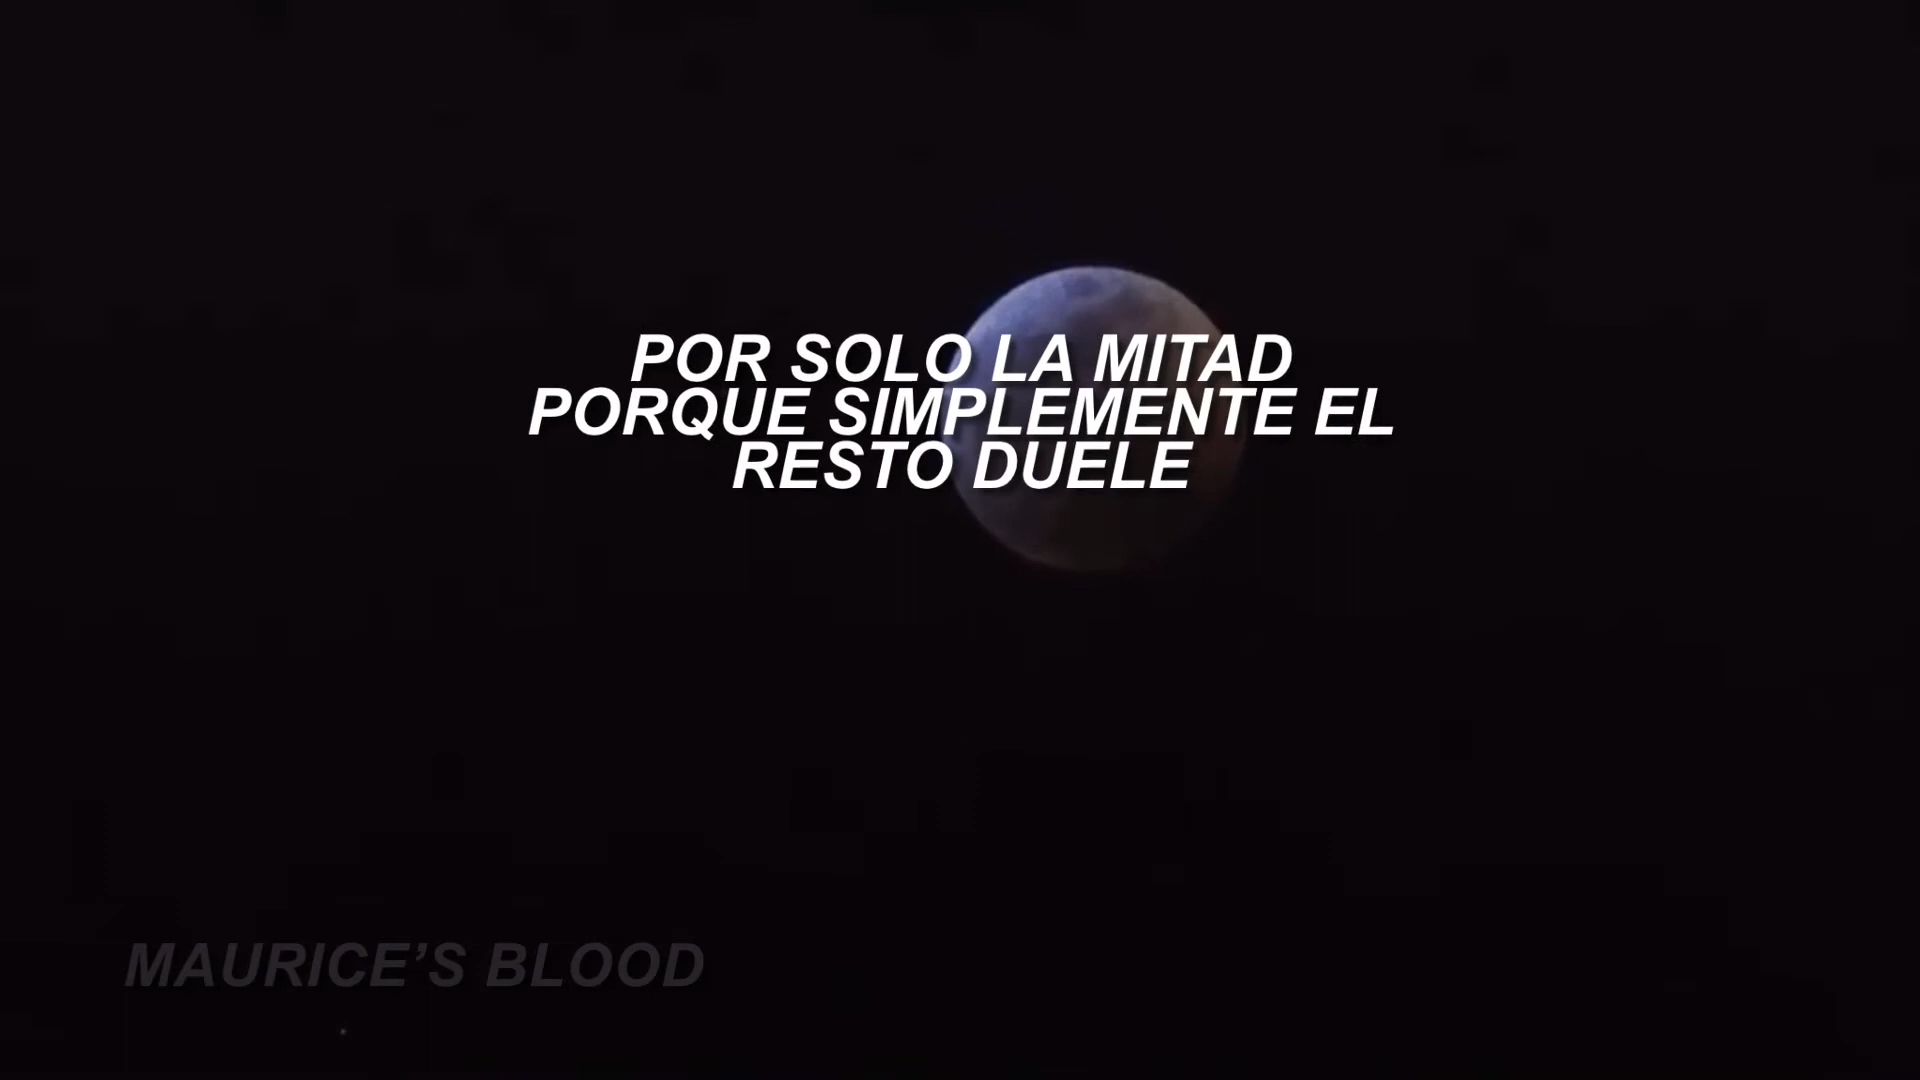 POR SOLO LA MITAD
PORQUE SIMPLEMENTE EL
RESTO DUELE
MAURICE’S BLOOD